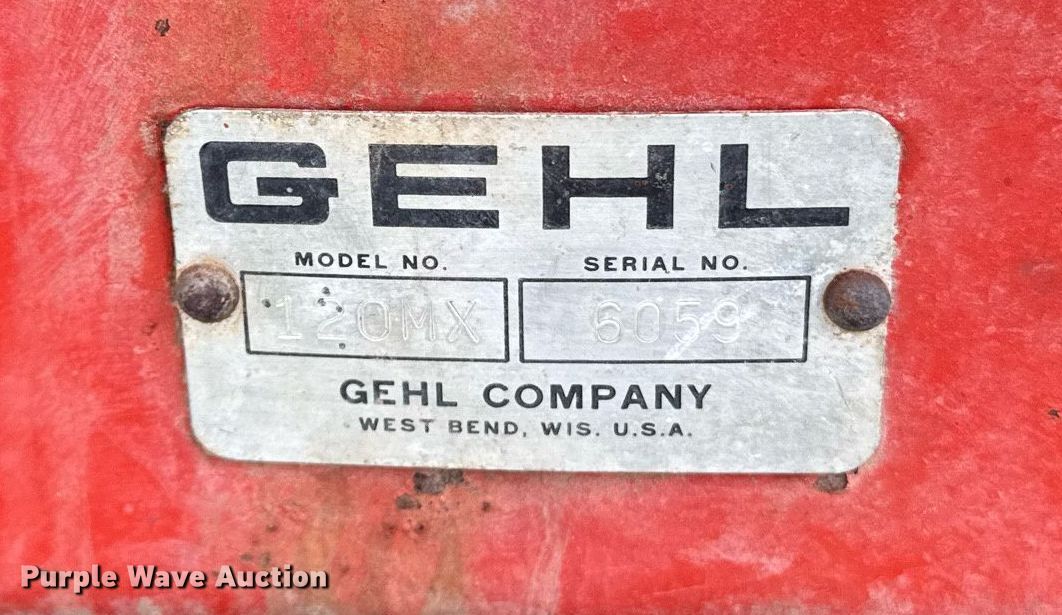 GEHL
MODEL NO. SERIAL NO.
120MX 6059
GEHL COMPANY
WEST BEND, WIS. U.S.A.
Purple Wave Auction